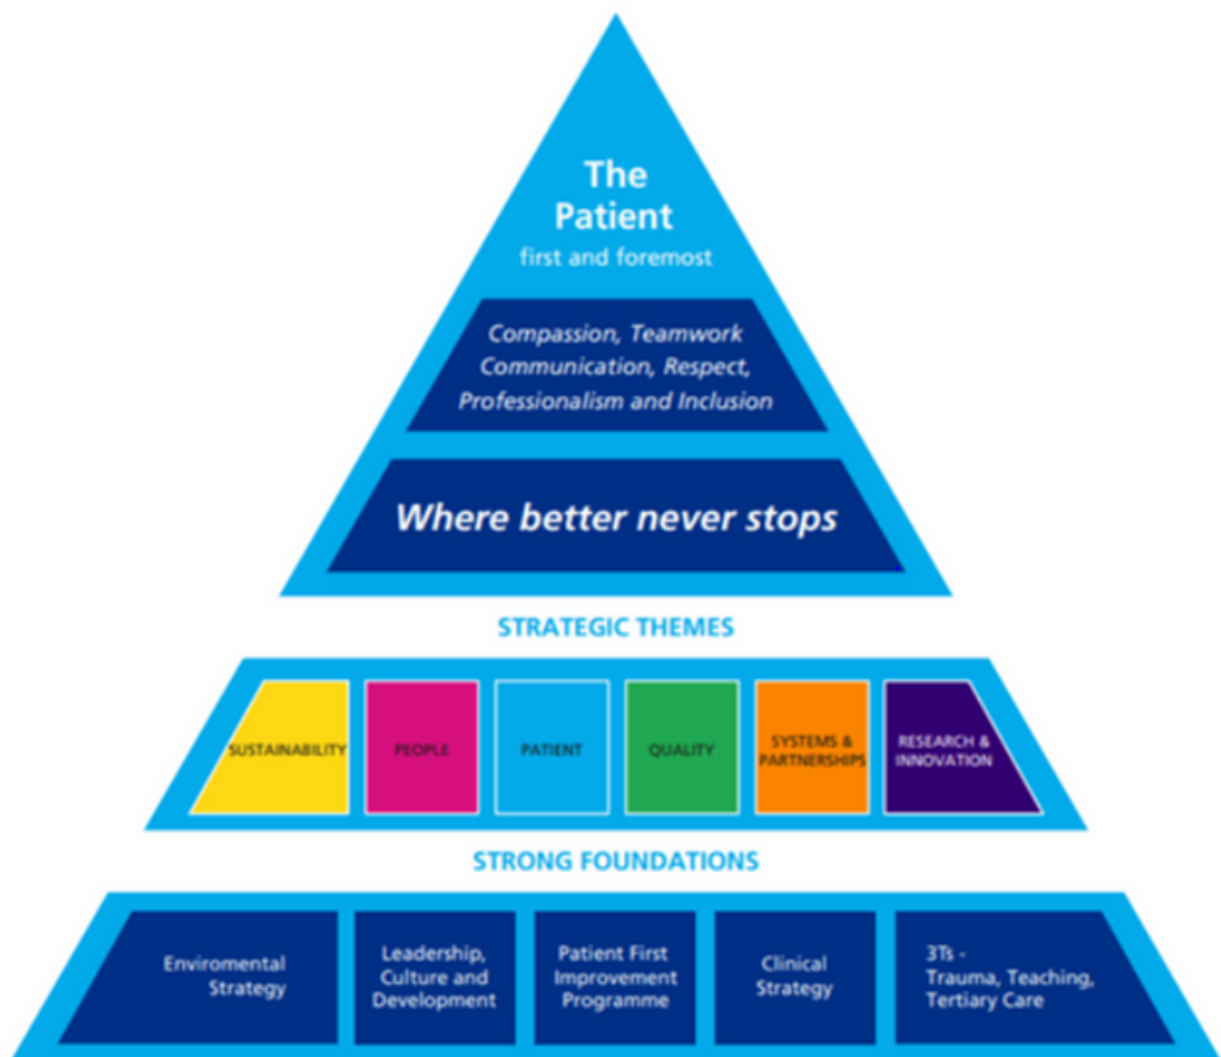 The
Patient
first and foremost
Compassion, Teamwork
Communication, Respect,
Professionalism and Inclusion
Where better never stops
STRATEGIC THEMES
SUSTAINABILITY
PEOPLE
PATIENT
QUALITY
SYSTEMS &
PARTNERSHIPS
RESEARCH &
INNOVATION
STRONG FOUNDATIONS
Enviromental
Strategy
Leadership,
Culture and
Development
Patient First
Improvement
Programme
Clinical
Strategy
3Ts -
Trauma, Teaching,
Tertiary Care